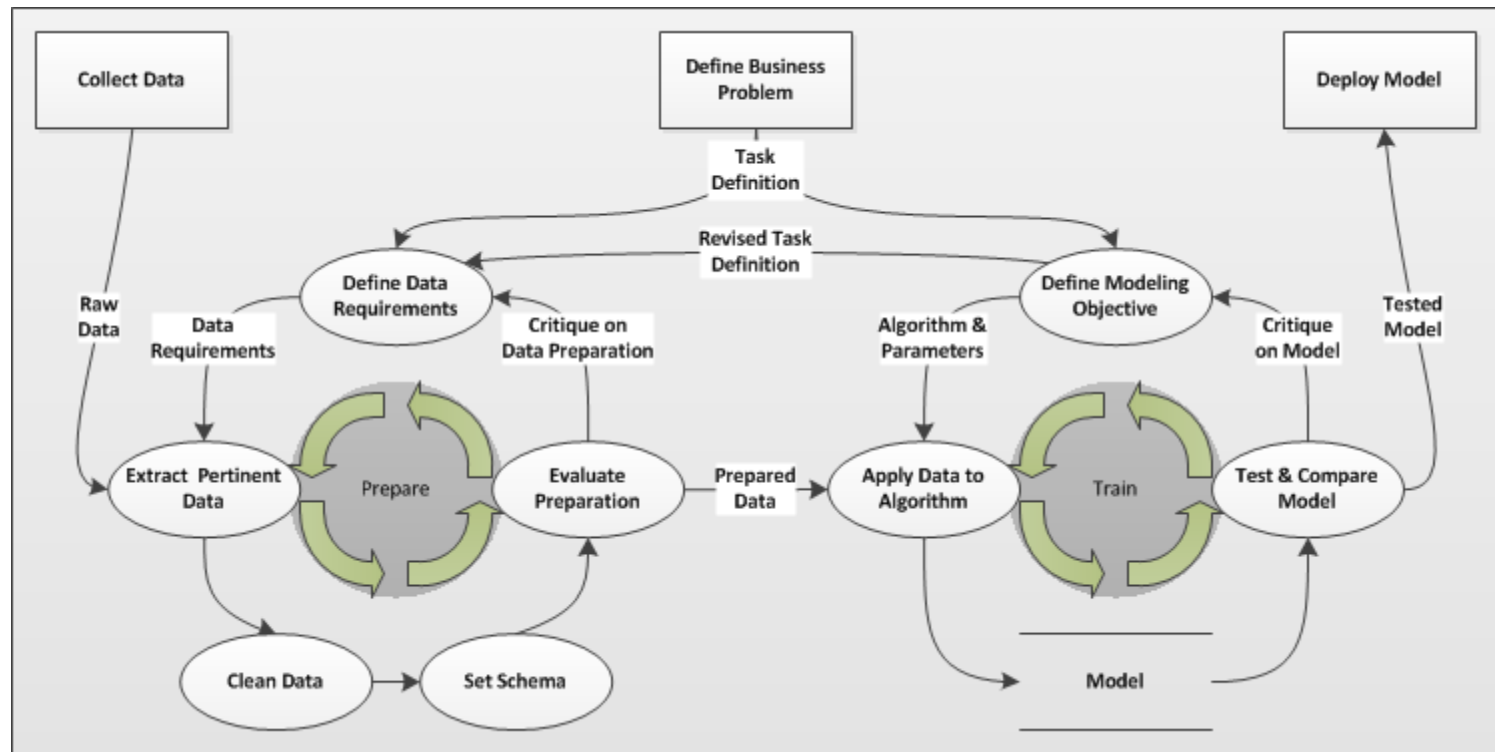 Collect Data
Define Business
Problem
Deploy Model
Task
Definition
Revised Task
Definition
Define Data
Requirements
Define Modeling
Objective
Raw
Data
Data
Requirements
Critique on
Data Preparation
Algorithm &
Parameters
Critique
on Model
Tested
Model
Extract Pertinent
Data
Prepare
Evaluate
Preparation
Prepared
Data
Apply Data to
Algorithm
Train
Test & Compare
Model
Clean Data
Set Schema
Model